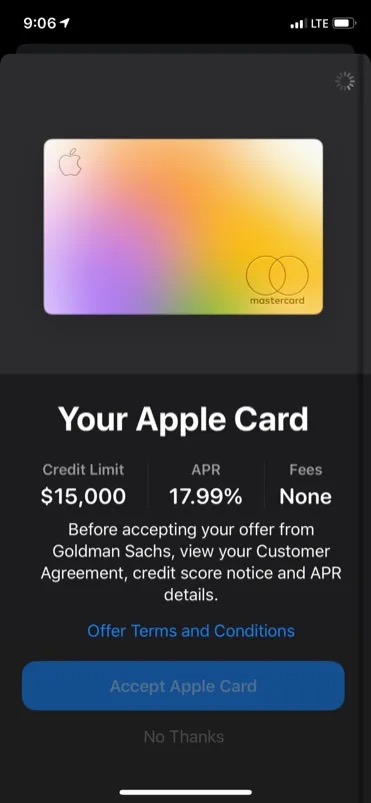 9:06 LTE
mastercard
Your Apple Card
Credit Limit APR Fees
$15,000 17.99% None
Before accepting your offer from
Goldman Sachs, view your Customer
Agreement, credit score notice and APR
details.
Offer Terms and Conditions
Accept Apple Card
No Thanks